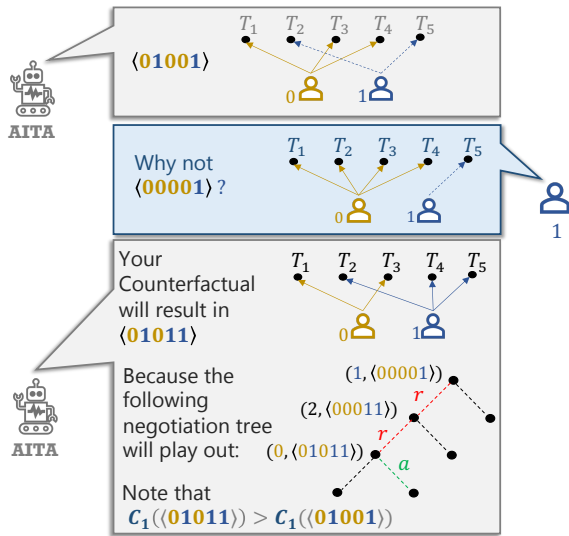 T₁ T₂ T₃ T₄ T₅
⟨01001⟩
0 1
AITA
Why not
⟨00001⟩ ?
T₁ T₂ T₃ T₄ T₅
0 1
1
Your
Counterfactual
will result in
⟨01011⟩
T₁ T₂ T₃ T₄ T₅
0 1
AITA
Because the
following
negotiation tree
will play out:
(1, ⟨00001⟩)
r
(2, ⟨00011⟩)
r
(0, ⟨01011⟩)
a
Note that
C₁(⟨01011⟩) > C₁(⟨01001⟩)